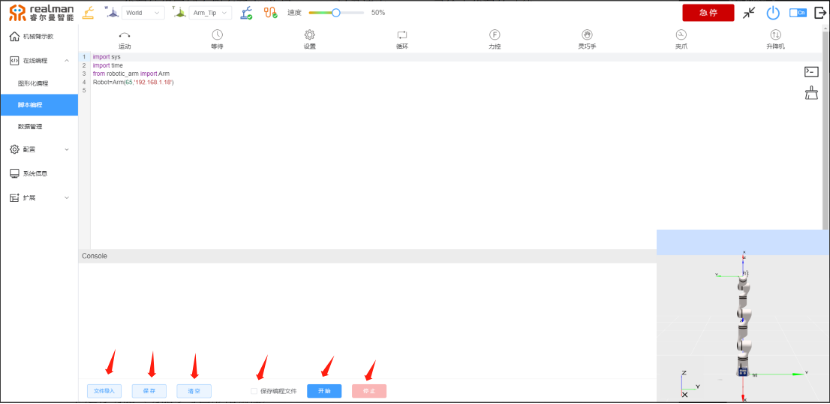 realman
睿尔曼智能
World
Arm_Tip
速度
50%
急停
On
机械臂示教
在线编程
图形化编程
脚本编程
数据管理
配置
系统信息
扩展
运动
等待
设置
循环
力控
灵巧手
夹爪
升降机
1 import sys
2 import time
3 from robotic_arm import Arm
4 Robot=Arm(65,'192.168.1.18')
5
Console
文件导入
保存
清空
保存编程文件
开始
停止
Z
Y
X